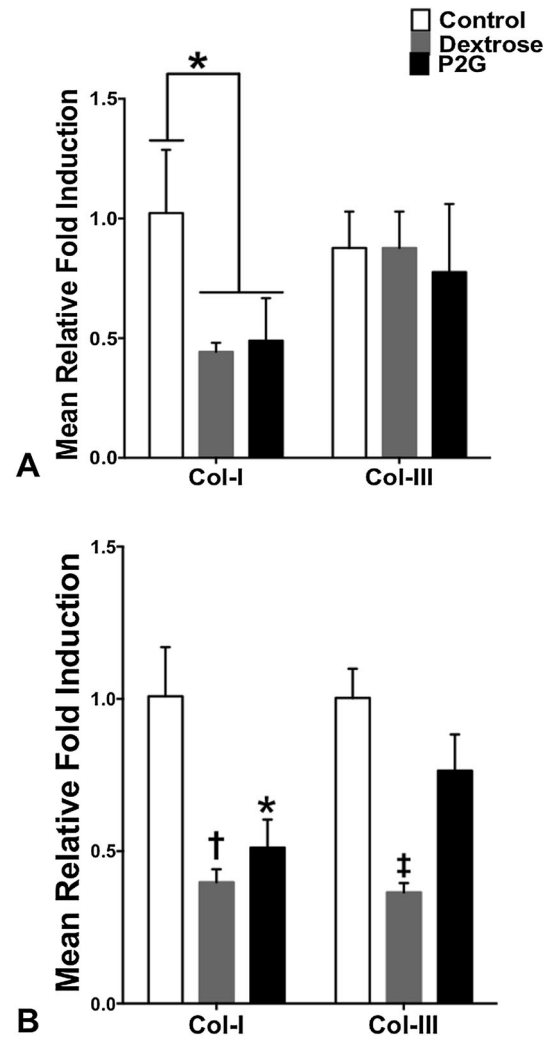 Control
Dextrose
P2G
*
Mean Relative Fold Induction
1.5
1.0
0.5
0.0
Col-I
Col-III
A
Mean Relative Fold Induction
1.5
1.0
0.5
0.0
†
*
‡
Col-I
Col-III
B